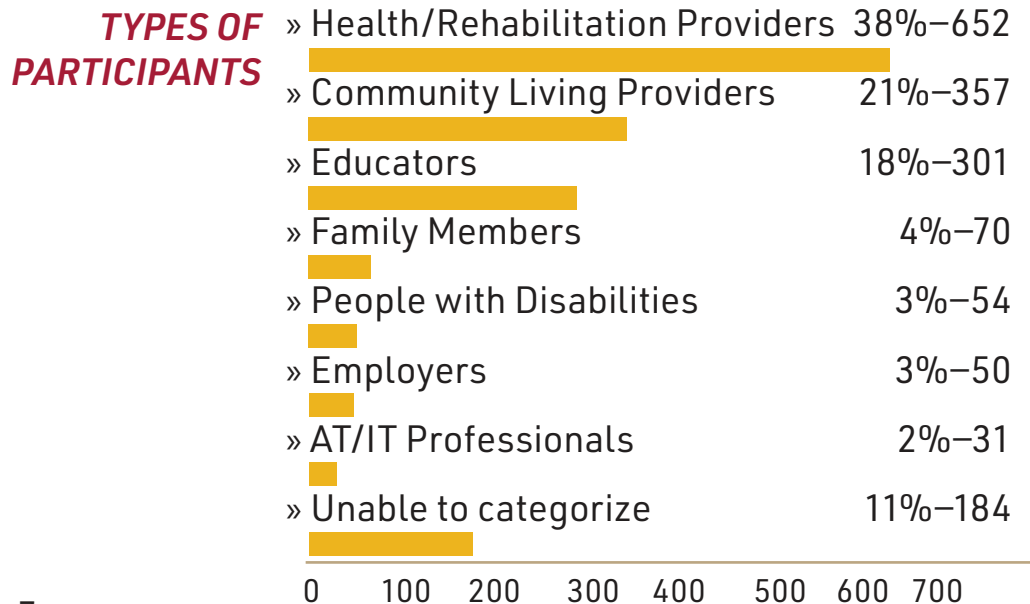 TYPES OF
PARTICIPANTS
» Health/Rehabilitation Providers 38%–652
» Community Living Providers 21%–357
» Educators 18%–301
» Family Members 4%–70
» People with Disabilities 3%–54
» Employers 3%–50
» AT/IT Professionals 2%–31
» Unable to categorize 11%–184
0 100 200 300 400 500 600 700